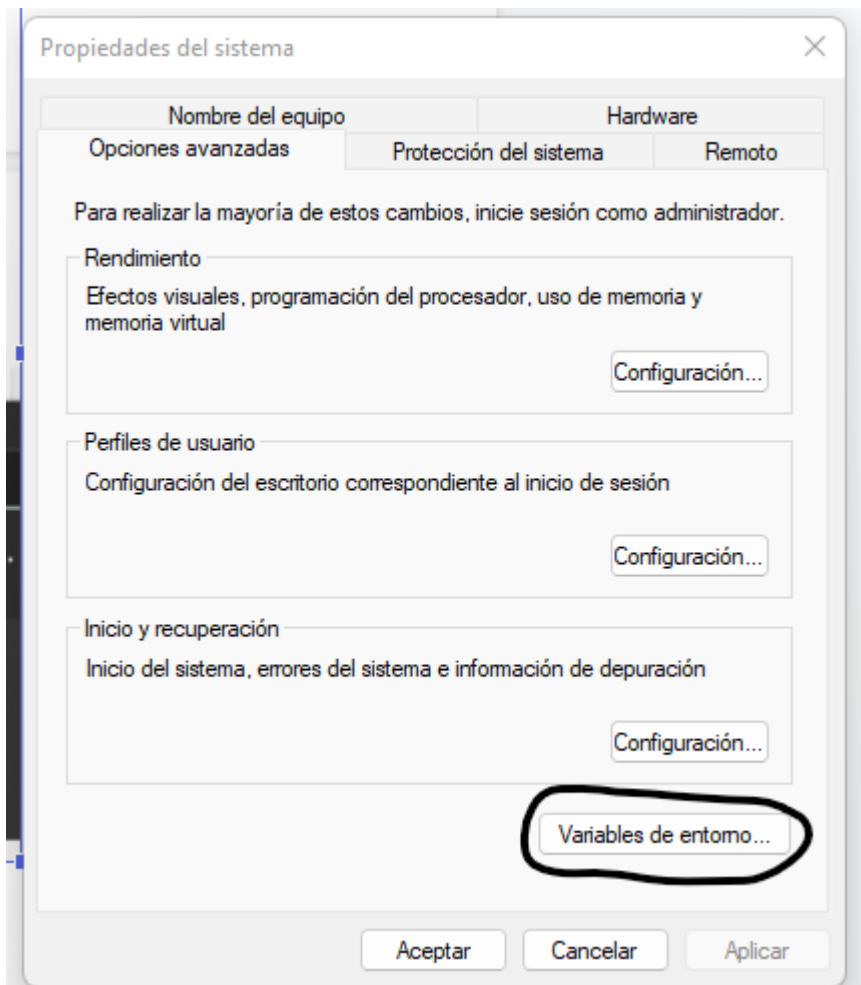 Propiedades del sistema
Nombre del equipo
Hardware
Opciones avanzadas
Protección del sistema
Remoto
Para realizar la mayoría de estos cambios, inicie sesión como administrador.
Rendimiento
Efectos visuales, programación del procesador, uso de memoria y
memoria virtual
Configuración...
Perfiles de usuario
Configuración del escritorio correspondiente al inicio de sesión
Configuración...
Inicio y recuperación
Inicio del sistema, errores del sistema e información de depuración
Configuración...
Variables de entorno...
Aceptar
Cancelar
Aplicar